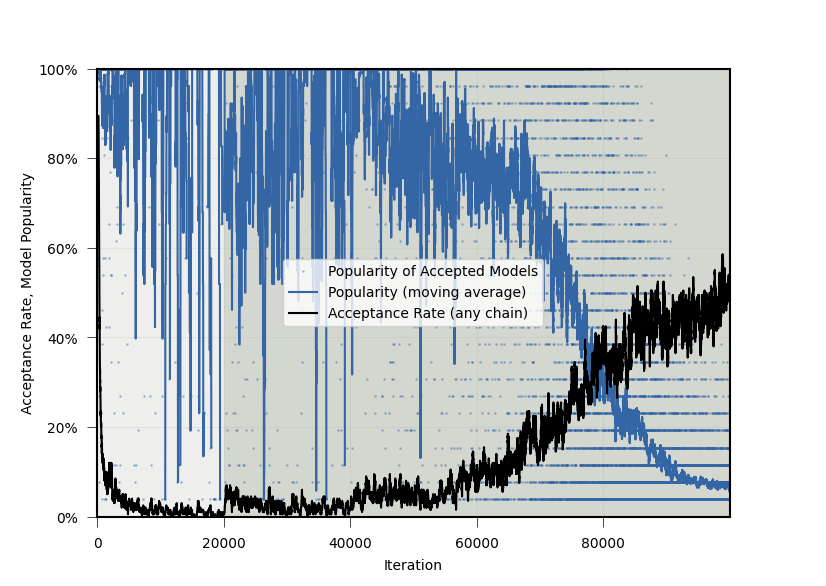 100%
80%
60%
40%
20%
0%
Acceptance Rate, Model Popularity
Popularity of Accepted Models
Popularity (moving average)
Acceptance Rate (any chain)
0
20000
40000
60000
80000
Iteration